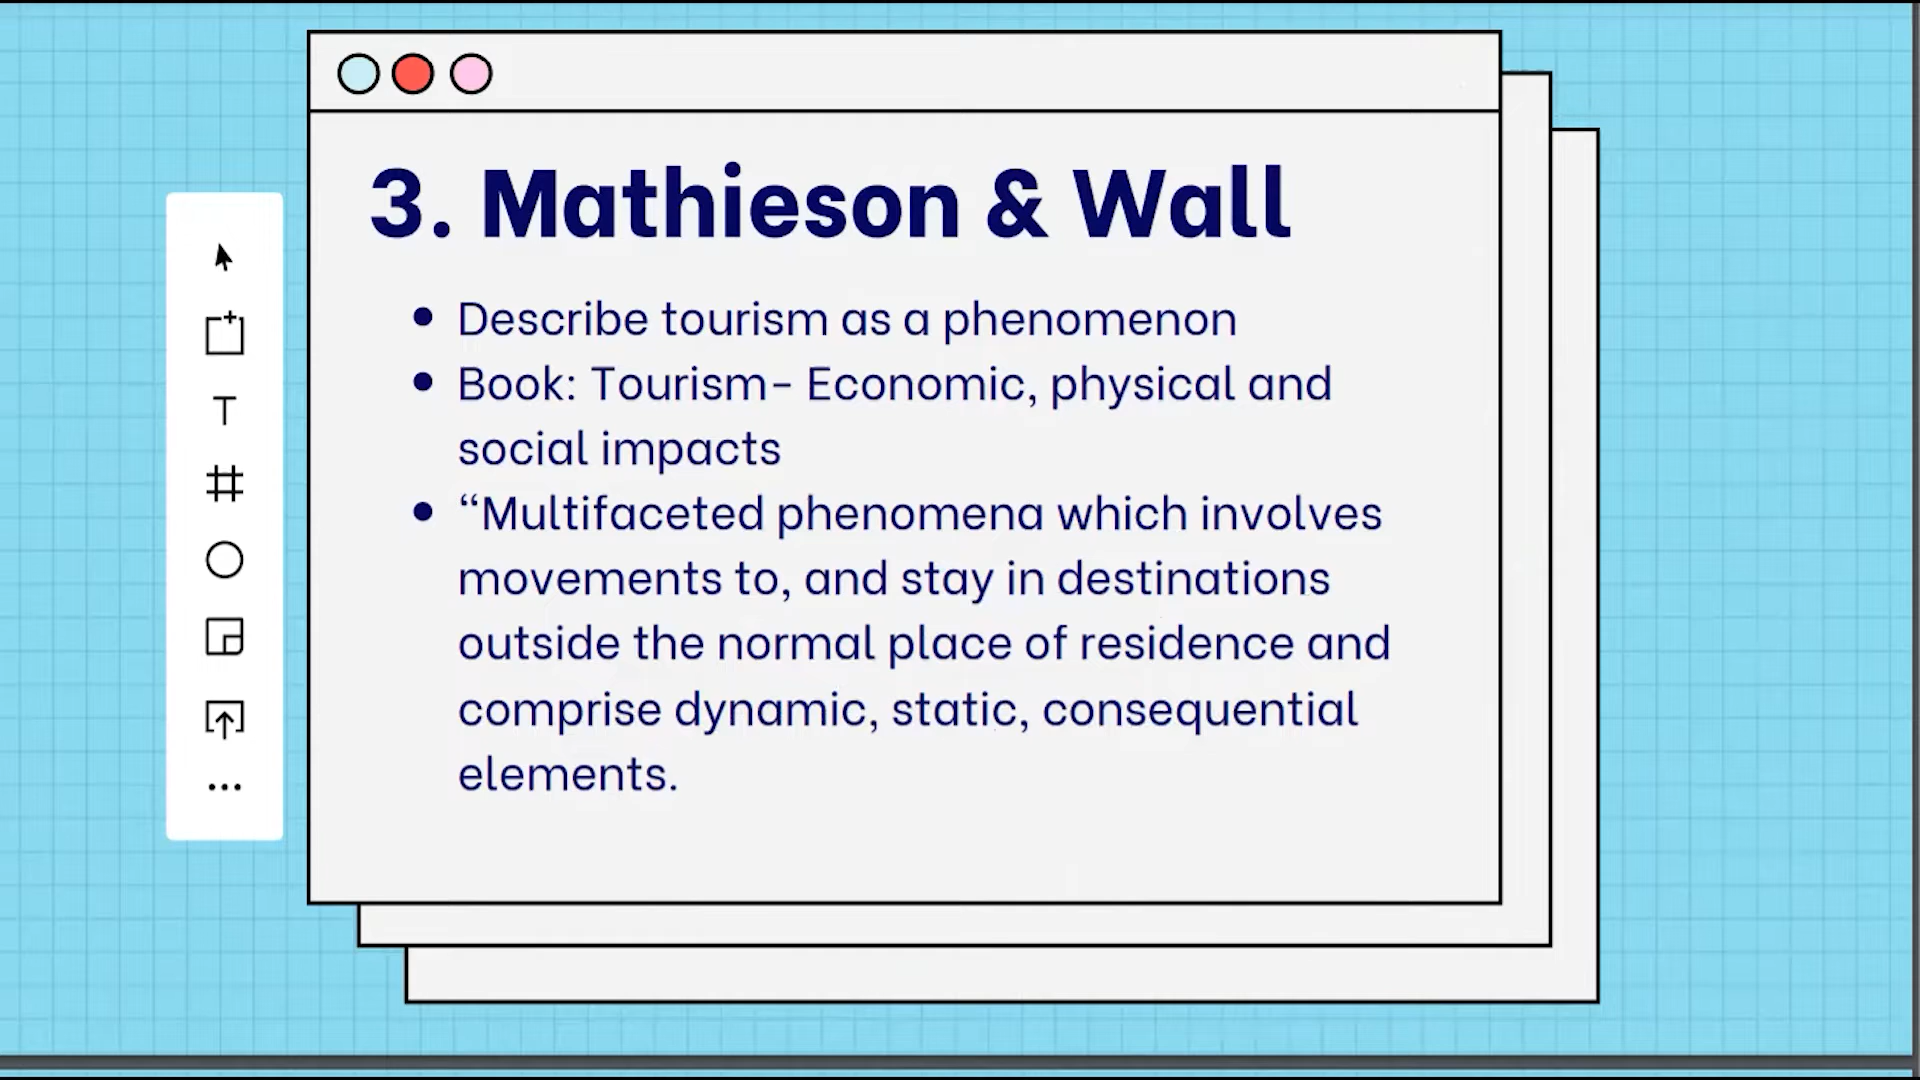 3. Mathieson & Wall
• Describe tourism as a phenomenon
• Book: Tourism- Economic, physical and
social impacts
• “Multifaceted phenomena which involves
movements to, and stay in destinations
outside the normal place of residence and
comprise dynamic, static, consequential
elements.
T